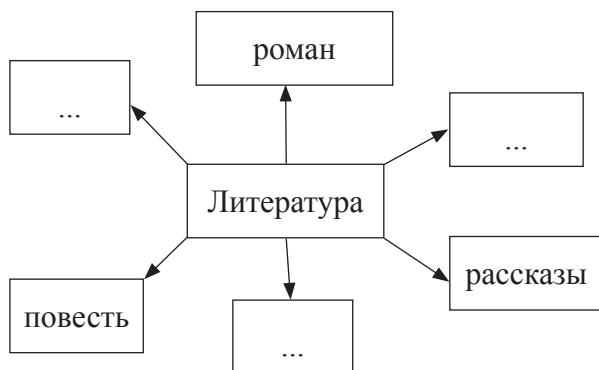 роман
...
...
Литература
рассказы
повесть
...